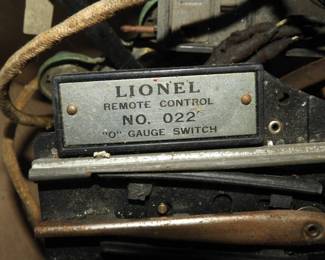 LIONEL
REMOTE CONTROL
NO. 022
"O" GAUGE SWITCH